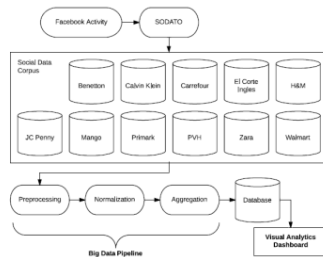 Facebook Activity
SODATO
Social Data
Corpus
Benetton
Calvin Klein
Carrefour
El Corte
Ingles
H&M
JC Penny
Mango
Primark
PVH
Zara
Walmart
Preprocessing
Normalization
Aggregation
Database
Big Data Pipeline
Visual Analytics
Dashboard